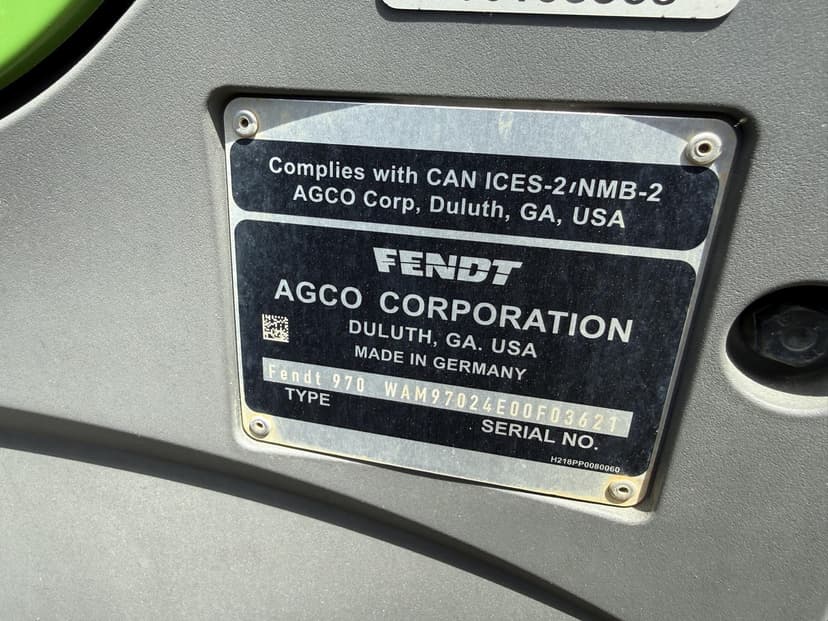 Complies with CAN ICES-2/NMB-2
AGCO Corp, Duluth, GA, USA
FENDT
AGCO CORPORATION
DULUTH, GA. USA
MADE IN GERMANY
Fendt 970 WAM97024E00F03621
TYPE
SERIAL NO.
H218PP0080060